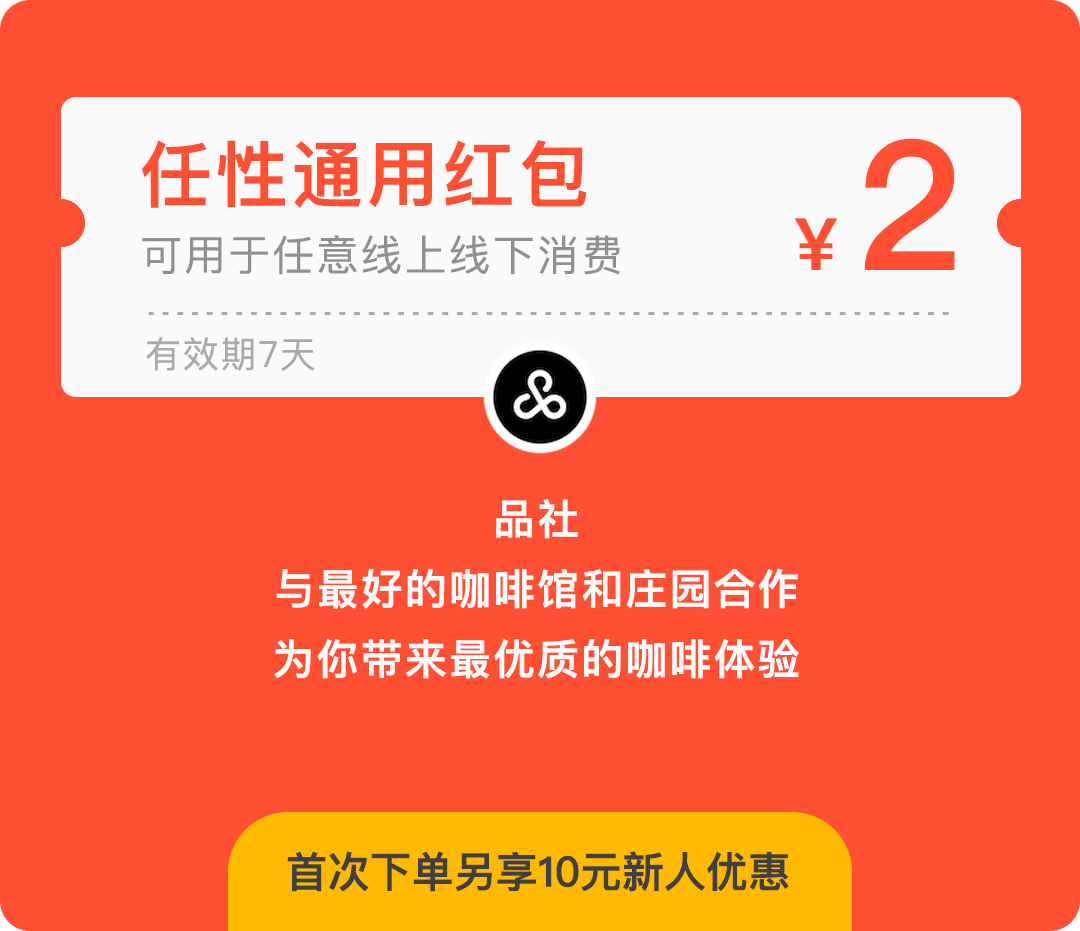 任性通用红包
可用于任意线上线下消费
¥2
有效期7天
品社
与最好的咖啡馆和庄园合作
为你带来最优质的咖啡体验
首次下单另享10元新人优惠